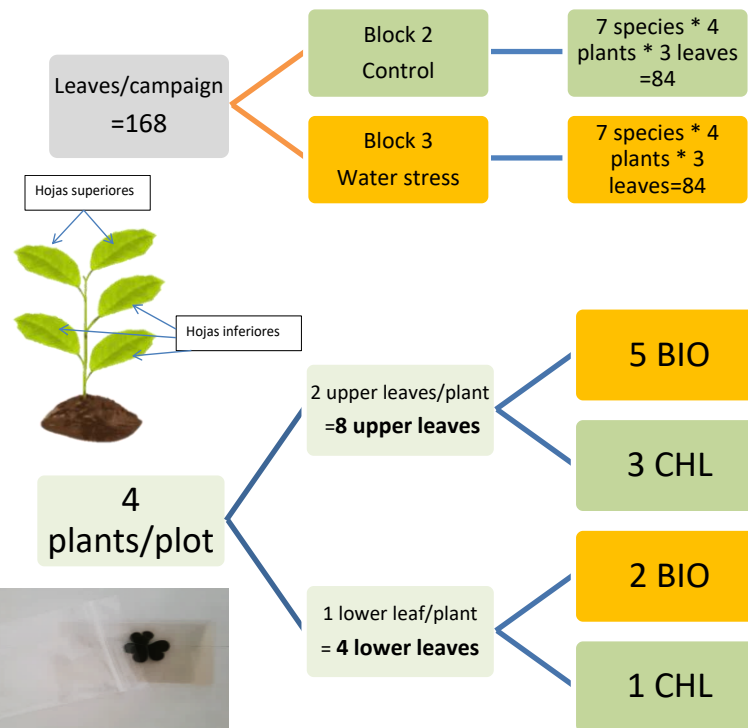 Leaves/campaign
=168
Block 2
Control
7 species * 4
plants * 3 leaves
=84
Block 3
Water stress
7 species * 4
plants * 3
leaves=84
Hojas superiores
Hojas inferiores
4
plants/plot
2 upper leaves/plant
=8 upper leaves
5 BIO
3 CHL
1 lower leaf/plant
= 4 lower leaves
2 BIO
1 CHL